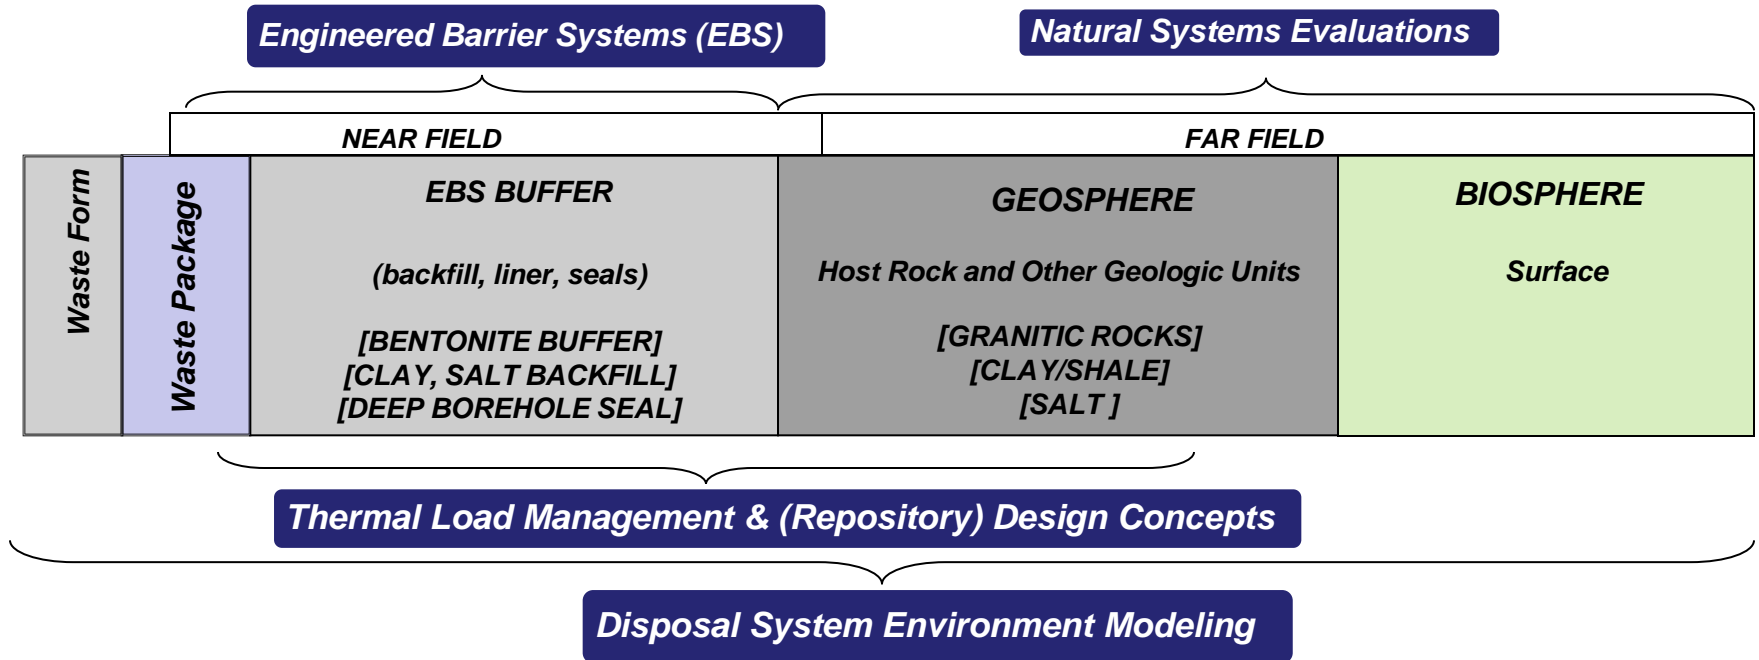 Engineered Barrier Systems (EBS)
Natural Systems Evaluations
NEAR FIELD
FAR FIELD
Waste Form
Waste Package
EBS BUFFER
(backfill, liner, seals)
[BENTONITE BUFFER]
[CLAY, SALT BACKFILL]
[DEEP BOREHOLE SEAL]
GEOSPHERE
Host Rock and Other Geologic Units
[GRANITIC ROCKS]
[CLAY/SHALE]
[SALT ]
BIOSPHERE
Surface
Thermal Load Management & (Repository) Design Concepts
Disposal System Environment Modeling